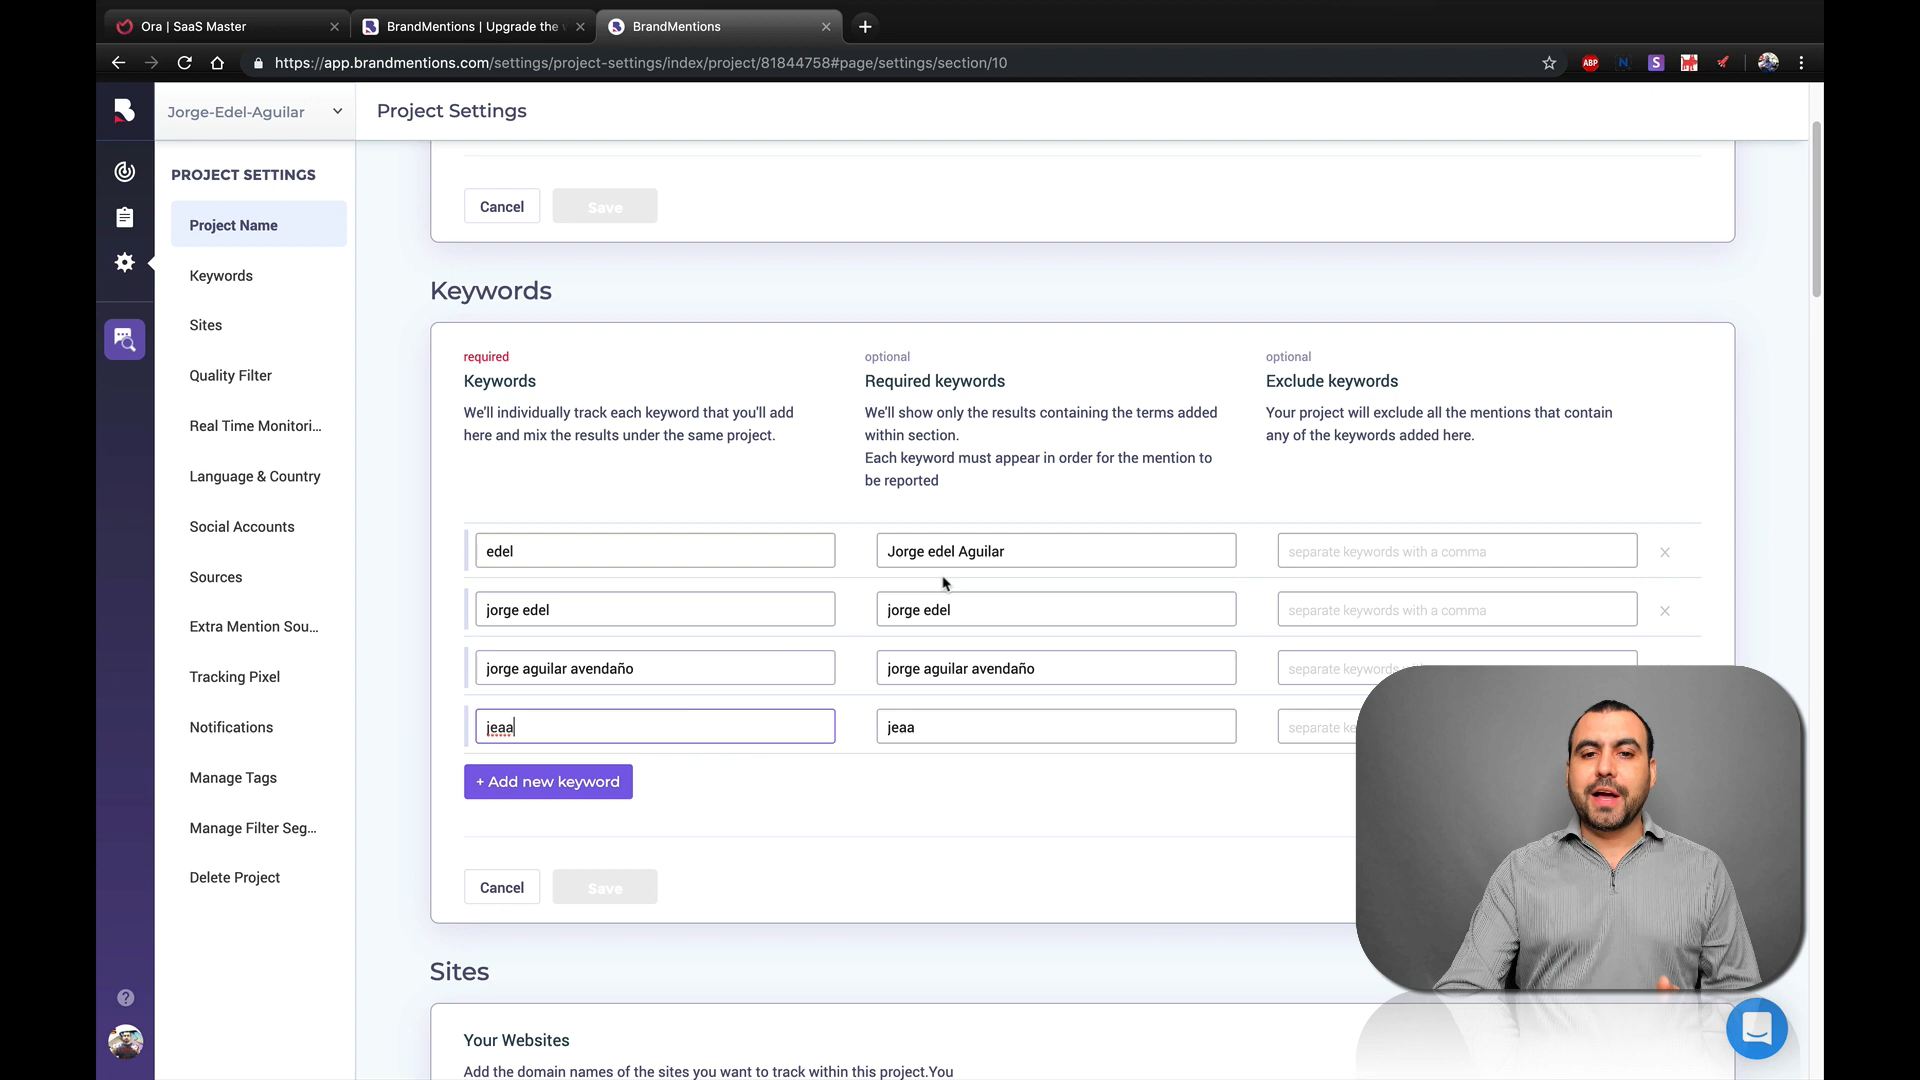 Ora | SaaS Master
BrandMentions | Upgrade the
BrandMentions
https://app.brandmentions.com/settings/project-settings/index/project/81844758#page/settings/section/10
ABP
N
S
Jorge-Edel-Aguilar
Project Settings
PROJECT SETTINGS
Project Name
Keywords
Sites
Quality Filter
Real Time Monitori...
Language & Country
Social Accounts
Sources
Extra Mention Sou...
Tracking Pixel
Notifications
Manage Tags
Manage Filter Seg...
Delete Project
Cancel
Save
Keywords
required
Keywords
We'll individually track each keyword that you'll add
here and mix the results under the same project.
optional
Required keywords
We'll show only the results containing the terms added
within section.
Each keyword must appear in order for the mention to
be reported
optional
Exclude keywords
Your project will exclude all the mentions that contain
any of the keywords added here.
edel
Jorge edel Aguilar
separate keywords with a comma
jorge edel
jorge edel
separate keywords with a comma
jorge aguilar avendaño
jorge aguilar avendaño
separate keywords
jeaa
jeaa
separate ke
+ Add new keyword
Cancel
Save
Sites
Your Websites
Add the domain names of the sites you want to track within this project.You